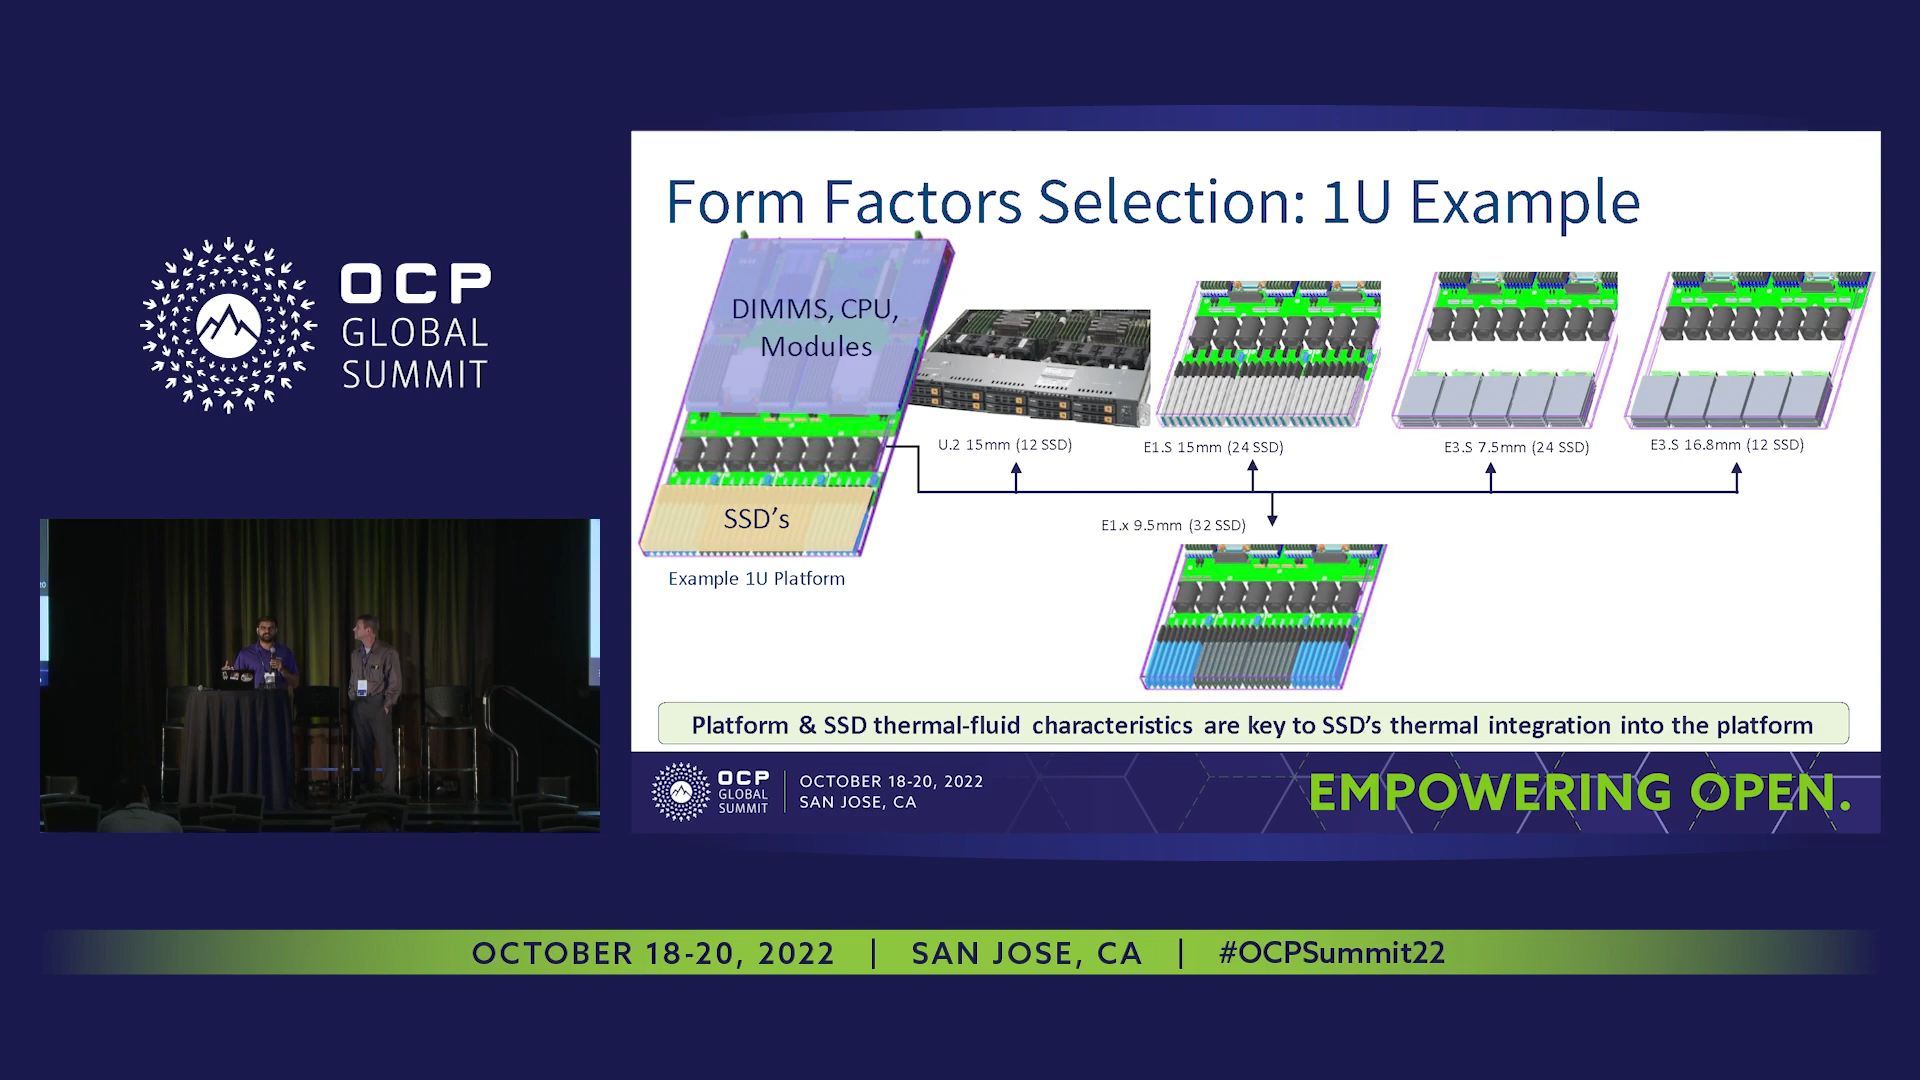 OCP
GLOBAL
SUMMIT
Form Factors Selection: 1U Example
DIMMS, CPU,
Modules
SSD's
Example 1U Platform
U.2 15mm (12 SSD)
E1.S 15mm (24 SSD)
E3.S 7.5mm (24 SSD)
E3.S 16.8mm (12 SSD)
E1.x 9.5mm (32 SSD)
Platform & SSD thermal-fluid characteristics are key to SSD's thermal integration into the platform
OCP
GLOBAL
SUMMIT
OCTOBER 18-20, 2022
SAN JOSE, CA
EMPOWERING OPEN.
OCTOBER 18-20, 2022 | SAN JOSE, CA | #OCPSummit22